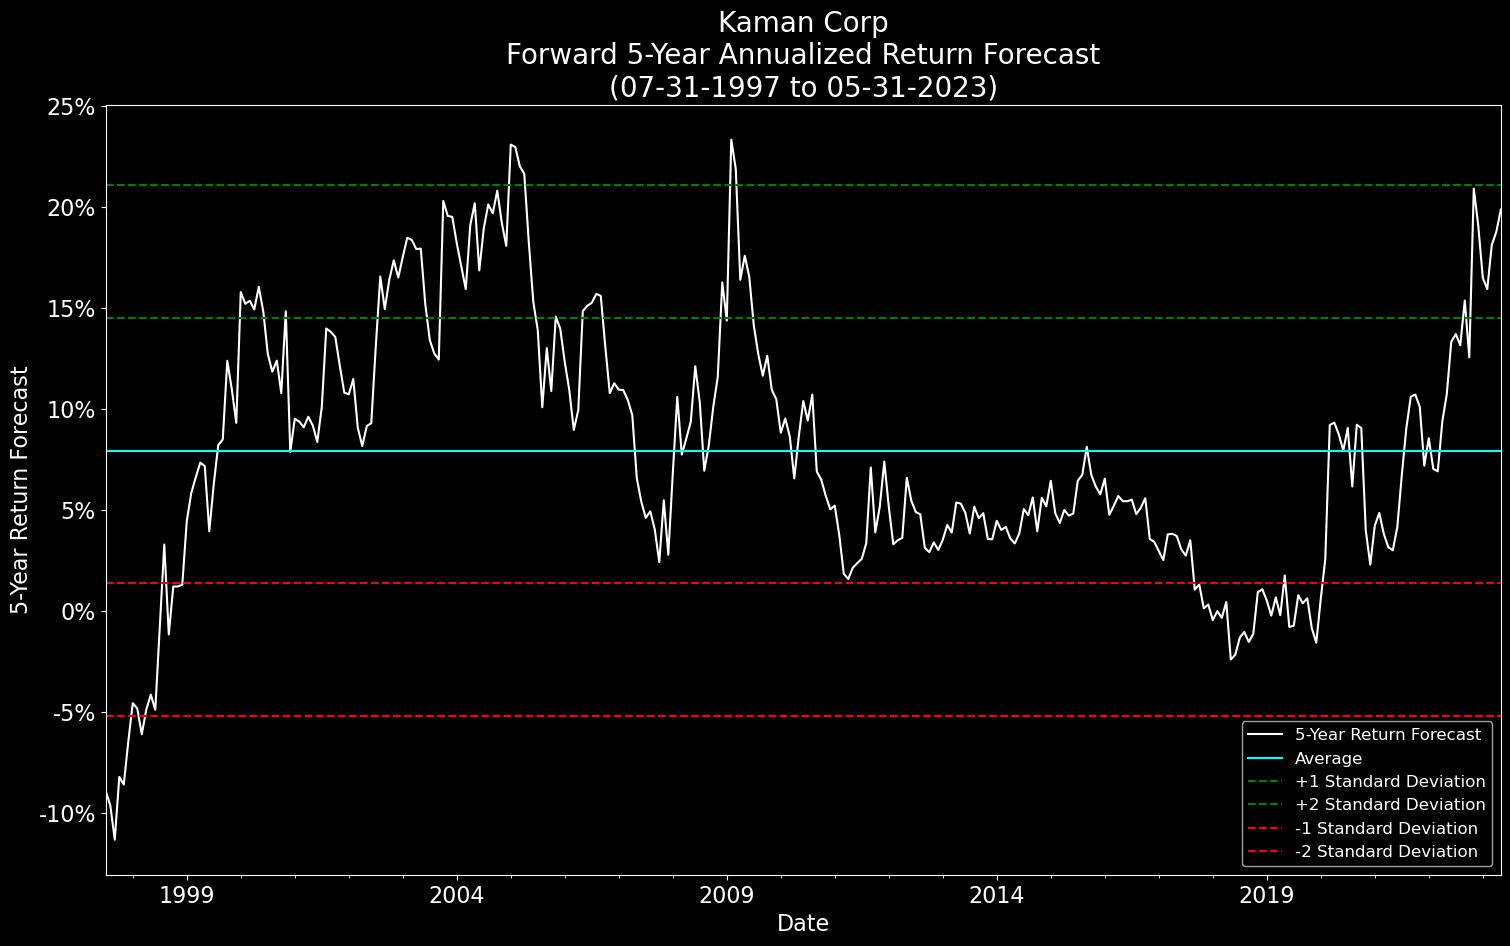 Kaman Corp
Forward 5-Year Annualized Return Forecast
(07-31-1997 to 05-31-2023)
25%
20%
15%
10%
5%
0%
-5%
-10%
5-Year Return Forecast
1999
2004
2009
2014
2019
Date
5-Year Return Forecast
Average
+1 Standard Deviation
+2 Standard Deviation
-1 Standard Deviation
-2 Standard Deviation